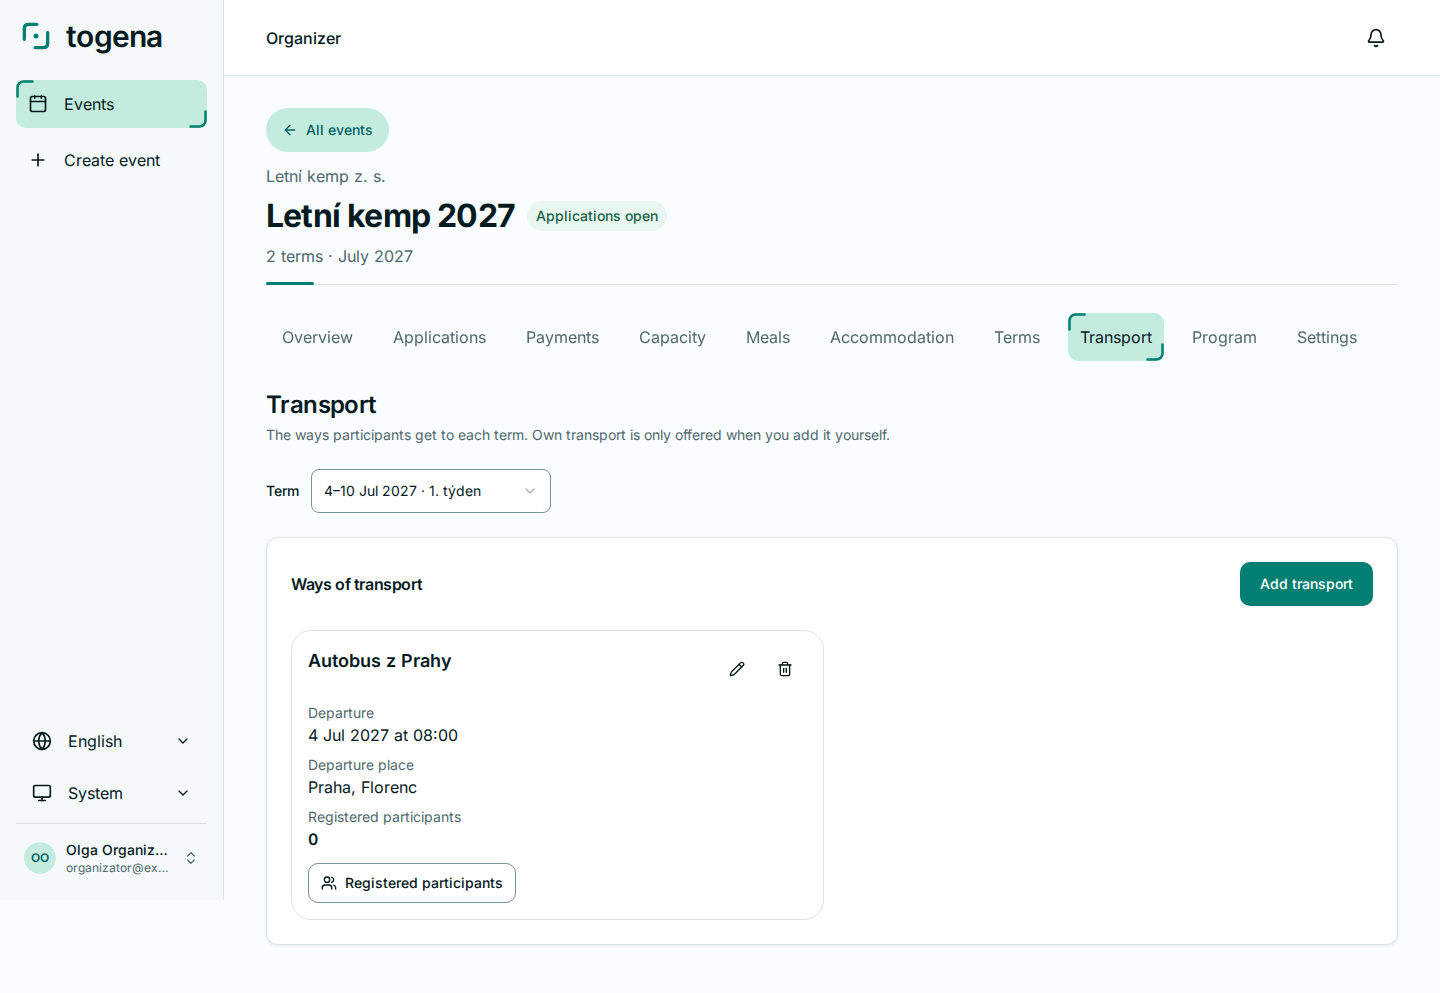 togena
Organizer
Events
Create event
All events
Letní kemp z. s.
Letní kemp 2027
Applications open
2 terms · July 2027
Overview
Applications
Payments
Capacity
Meals
Accommodation
Terms
Transport
Program
Settings
Transport
The ways participants get to each term. Own transport is only offered when you add it yourself.
Term
4–10 Jul 2027 · 1. týden
Ways of transport
Add transport
Autobus z Prahy
Departure
4 Jul 2027 at 08:00
Departure place
Praha, Florenc
Registered participants
0
Registered participants
English
System
OO
Olga Organiz...
organizator@ex...